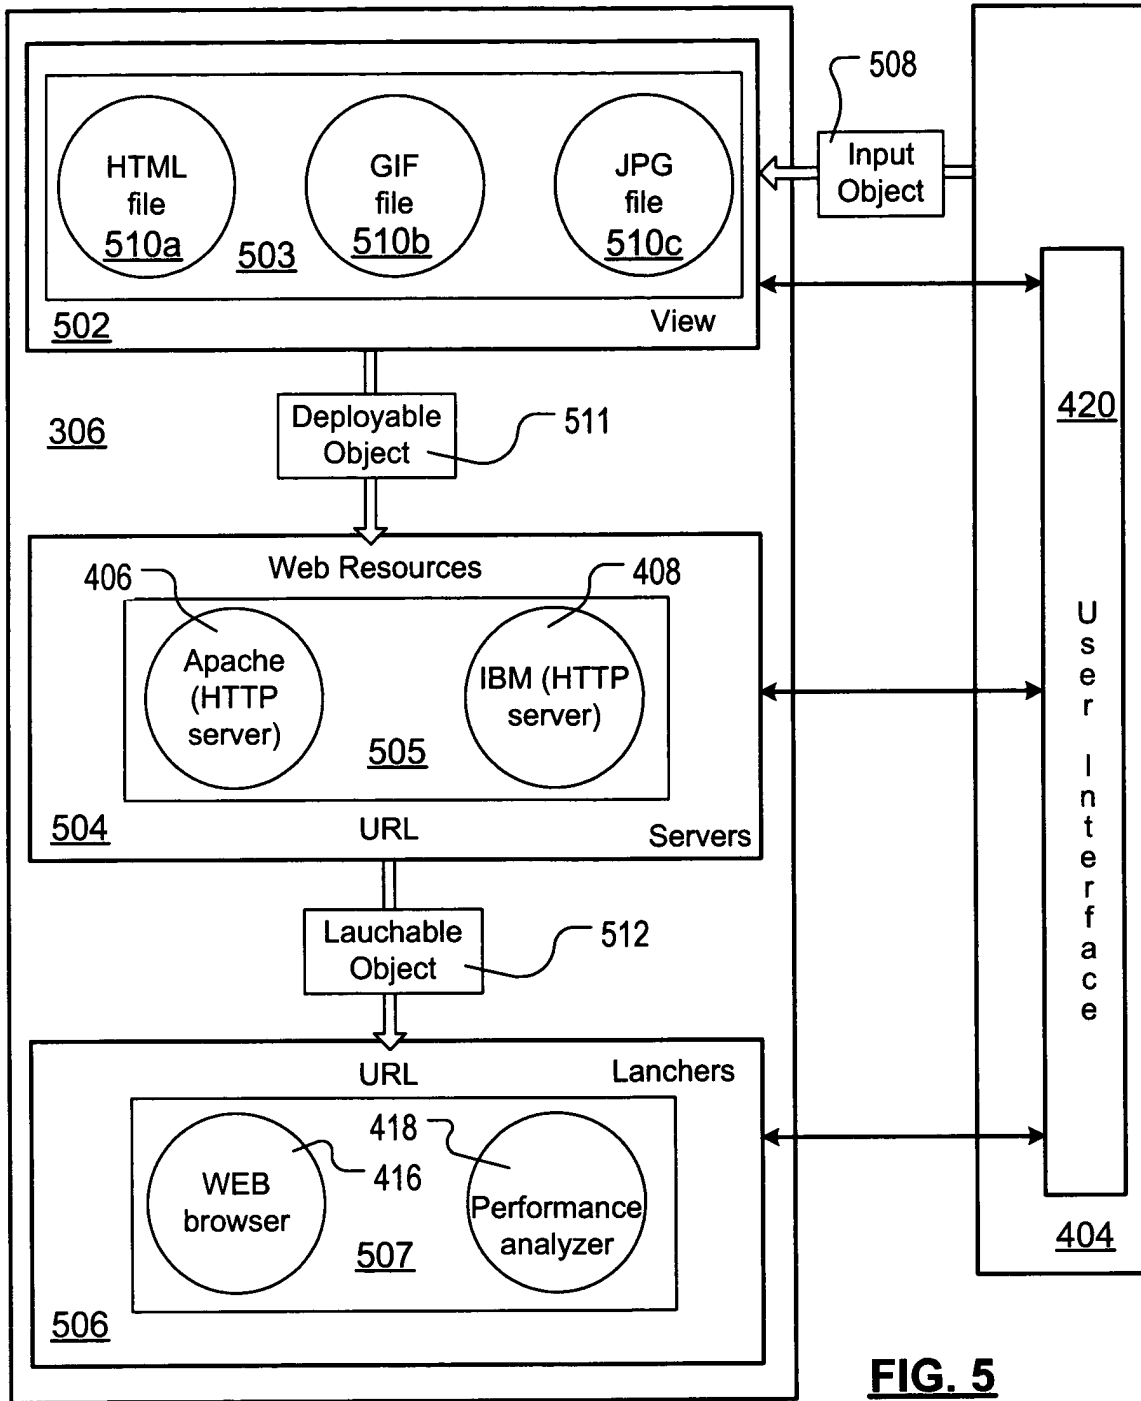 508
HTML
file
510a
GIF
file
510b
JPG
file
510c
503
502
View
Input
Object
306
Deployable
Object
511
420
User Interface
Web Resources
406
408
Apache
(HTTP
server)
IBM (HTTP
server)
505
504
URL
Servers
Lauchable
Object
512
URL
Lanchers
WEB
browser
416
418
Performance
analyzer
507
506
404
FIG. 5